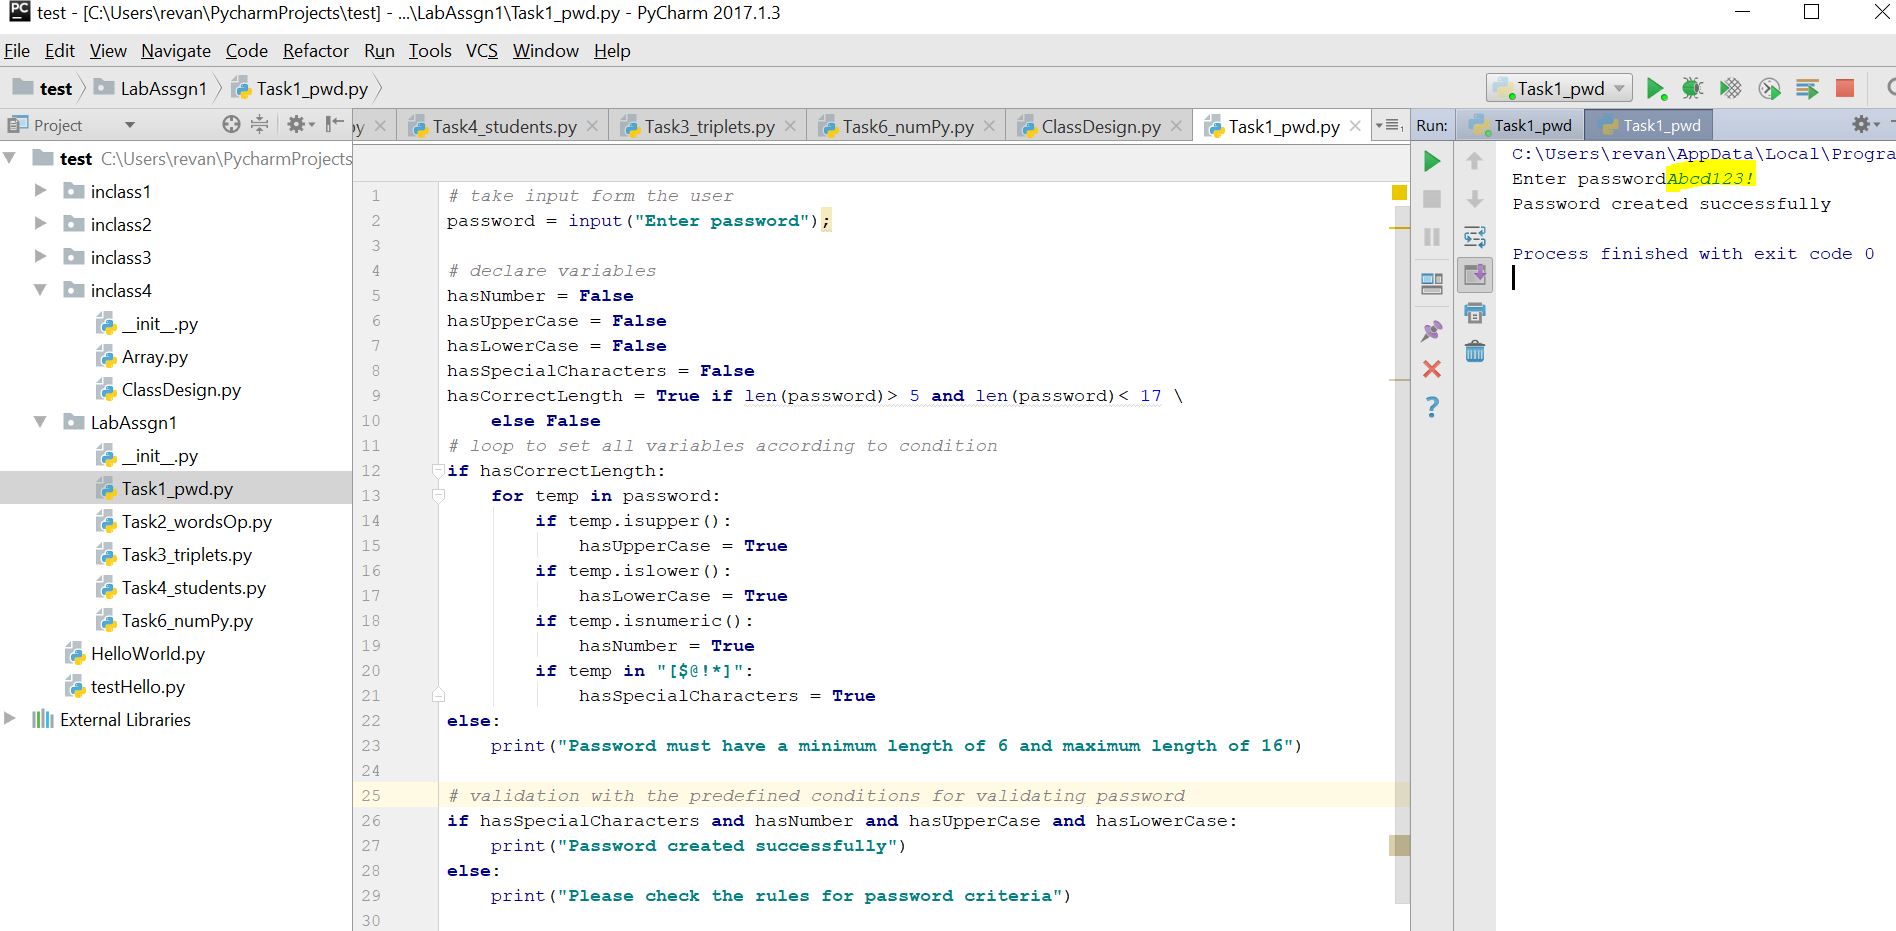 test - [C:\Users\revan\PycharmProjects\test] - ...\LabAssgn1\Task1_pwd.py - PyCharm 2017.1.3
File Edit View Navigate Code Refactor Run Tools VCS Window Help
test LabAssgn1 Task1_pwd.py
Task1_pwd
Project
py Task4_students.py Task3_triplets.py Task6_numPy.py ClassDesign.py Task1_pwd.py
Run: Task1_pwd Task1_pwd
test C:\Users\revan\PycharmProjects
inclass1
inclass2
inclass3
inclass4
__init__.py
Array.py
ClassDesign.py
LabAssgn1
__init__.py
Task1_pwd.py
Task2_wordsOp.py
Task3_triplets.py
Task4_students.py
Task6_numPy.py
HelloWorld.py
testHello.py
External Libraries
1 # take input form the user
2 password = input("Enter password");
3
4 # declare variables
5 hasNumber = False
6 hasUpperCase = False
7 hasLowerCase = False
8 hasSpecialCharacters = False
9 hasCorrectLength = True if len(password)> 5 and len(password)< 17 \
10     else False
11 # loop to set all variables according to condition
12 if hasCorrectLength:
13     for temp in password:
14         if temp.isupper():
15             hasUpperCase = True
16         if temp.islower():
17             hasLowerCase = True
18         if temp.isnumeric():
19             hasNumber = True
20         if temp in "[$@!*]":
21             hasSpecialCharacters = True
22 else:
23     print("Password must have a minimum length of 6 and maximum length of 16")
24
25 # validation with the predefined conditions for validating password
26 if hasSpecialCharacters and hasNumber and hasUpperCase and hasLowerCase:
27     print("Password created successfully")
28 else:
29     print("Please check the rules for password criteria")
30
C:\Users\revan\AppData\Local\Progra
Enter passwordAbcd123!
Password created successfully
Process finished with exit code 0